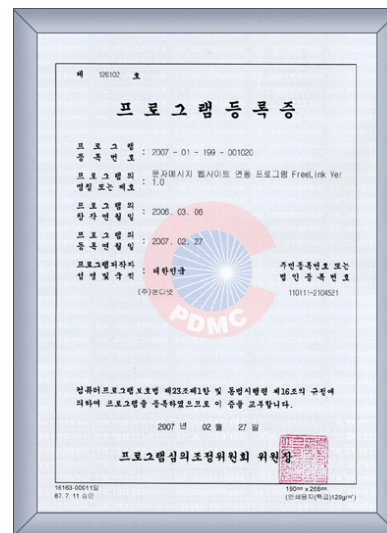 제 126102 호
프로그램등록증
프로그램
등록번호 : 2007 - 01 - 199 - 001020
프로그램의
명칭 또는 제호 : 문자메시지 웹사이트 연동 프로그램 FreeLink Ver 1.0
프로그램의
창작연월일 : 2006. 03. 06
프로그램의
등록연월일 : 2007. 02. 27
프로그램저작자
성명 및 국적 : 대한민국
주민등록번호 또는
법인등록번호
(주)쏜다넷
110111-2104521
PDMC
컴퓨터프로그램보호법 제23조제1항 및 동법시행령 제16조의 규정에
의하여 프로그램을 등록하였으므로 이 증을 교부합니다.
2007 년 02 월 27 일
프로그램심의조정위원회 위원장
16163-00011일
87. 7. 11 승인
190㎜ x 268㎜
(인쇄용지(특급)120g/㎡)